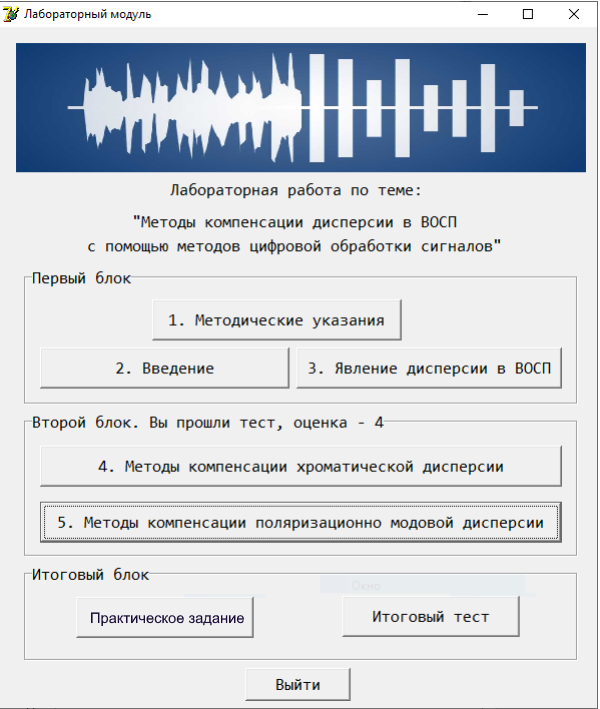 Лабораторный модуль
Лабораторная работа по теме:
"Методы компенсации дисперсии в ВОСП
с помощью методов цифровой обработки сигналов"
Первый блок
1. Методические указания
2. Введение
3. Явление дисперсии в ВОСП
Второй блок. Вы прошли тест, оценка - 4
4. Методы компенсации хроматической дисперсии
5. Методы компенсации поляризационно модовой дисперсии
Итоговый блок
Окно
Практическое задание
Итоговый тест
Выйти